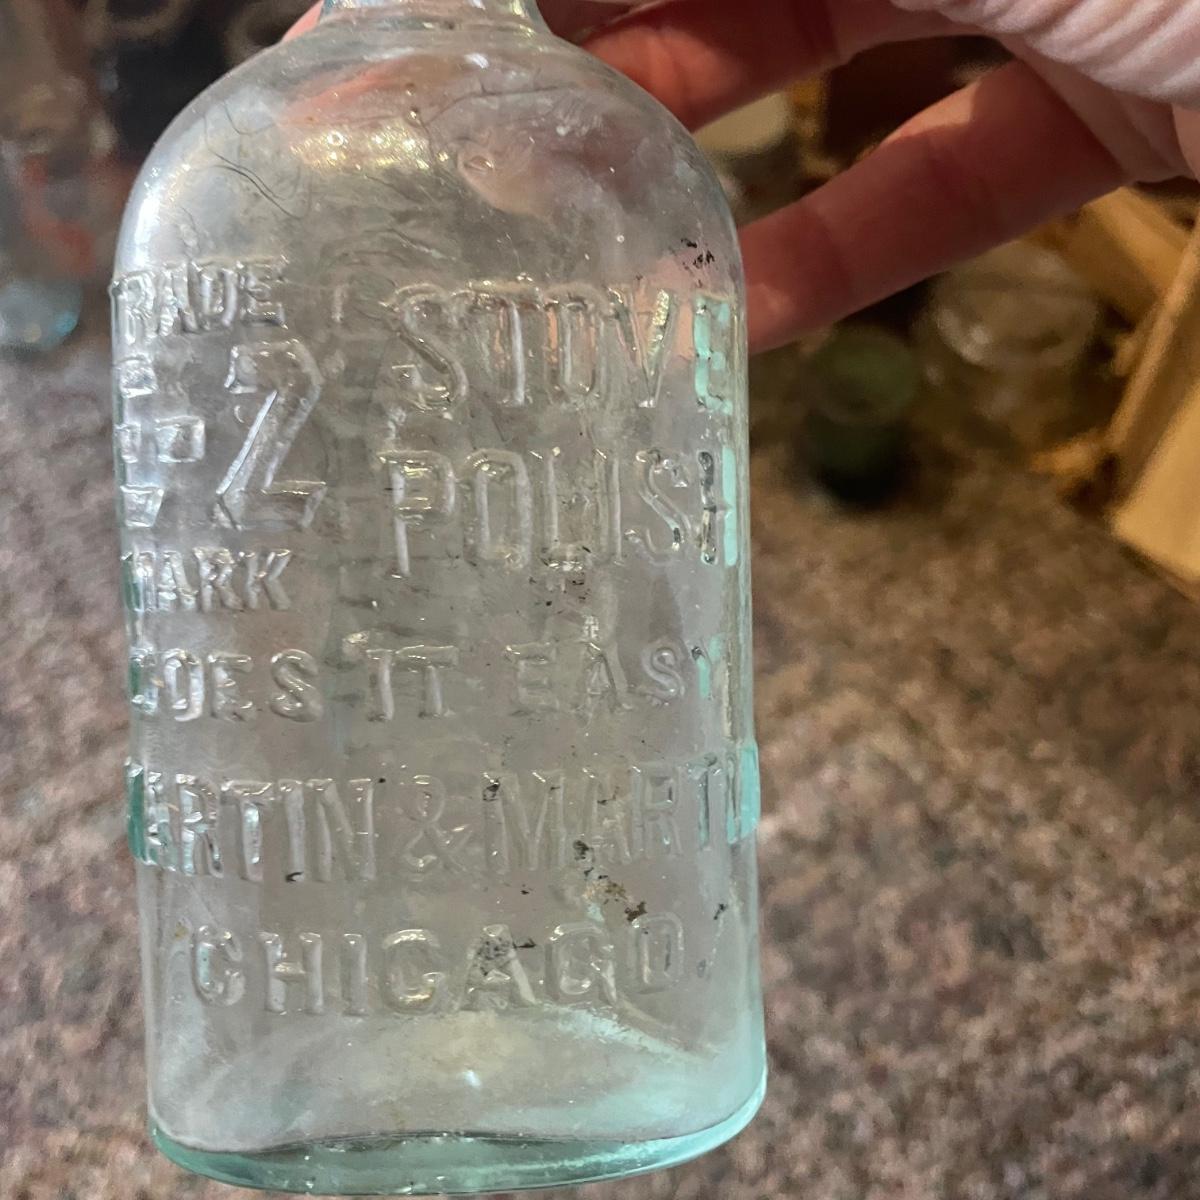 TRADE
E-Z STOVE
POLISH
MARK
DOES IT EASY
MARTIN & MARTIN
CHICAGO